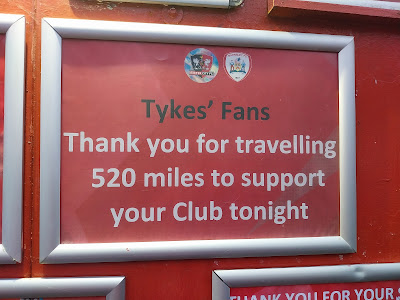 Tykes' Fans
Thank you for travelling
520 miles to support
your Club tonight
THANK YOU FOR YOUR S